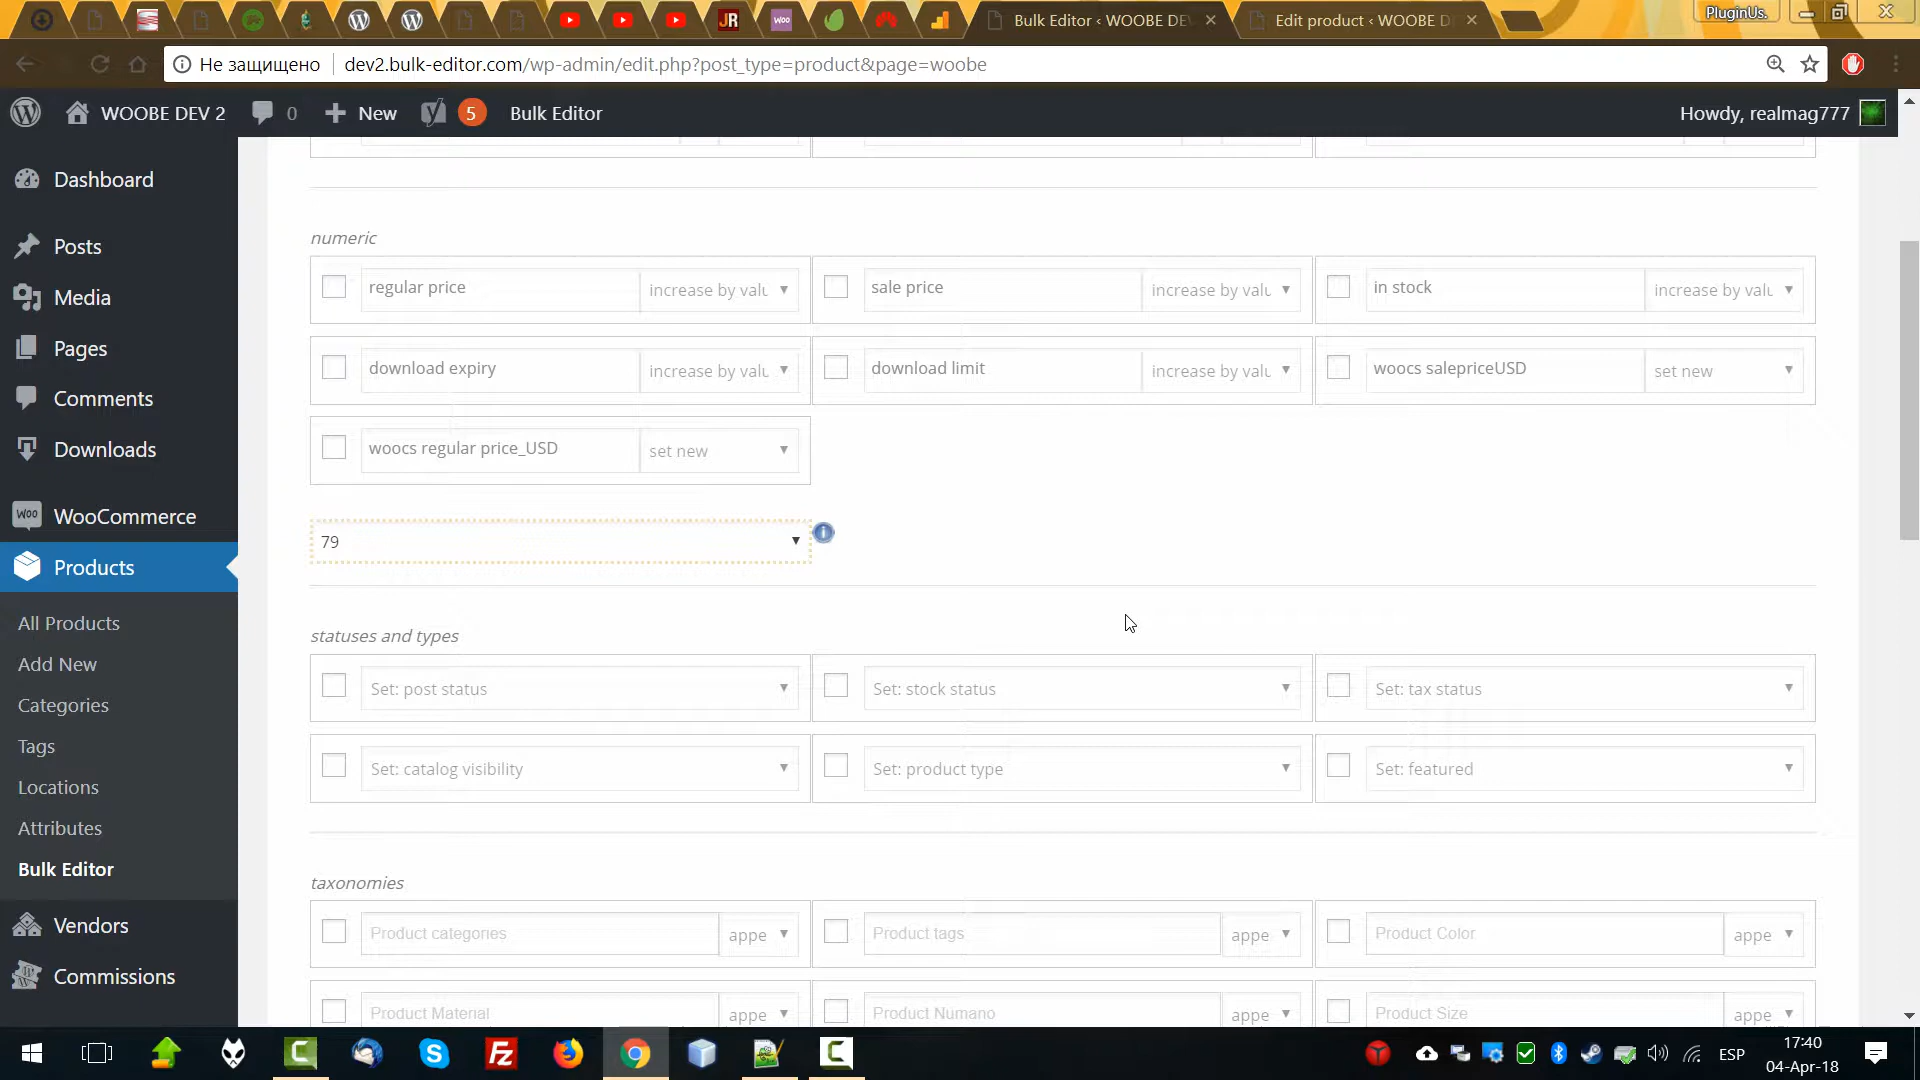 Bulk Editor ‹ WOOBE DE
Edit product ‹ WOOBE D
PluginUs.
Не защищено
dev2.bulk-editor.com/wp-admin/edit.php?post_type=product&page=woobe
WOOBE DEV 2
0
New
5
Bulk Editor
Howdy, realmag777
Dashboard
Posts
Media
Pages
Comments
Downloads
WooCommerce
Products
All Products
Add New
Categories
Tags
Locations
Attributes
Bulk Editor
Vendors
Commissions
numeric
regular price
increase by valu
sale price
increase by valu
in stock
increase by valu
download expiry
increase by valu
download limit
increase by valu
woocs salepriceUSD
set new
woocs regular price_USD
set new
79
statuses and types
Set: post status
Set: stock status
Set: tax status
Set: catalog visibility
Set: product type
Set: featured
taxonomies
Product categories
appe
Product tags
appe
Product Color
appe
Product Material
appe
Product Numano
appe
Product Size
appe
ESP
17:40
04-Apr-18